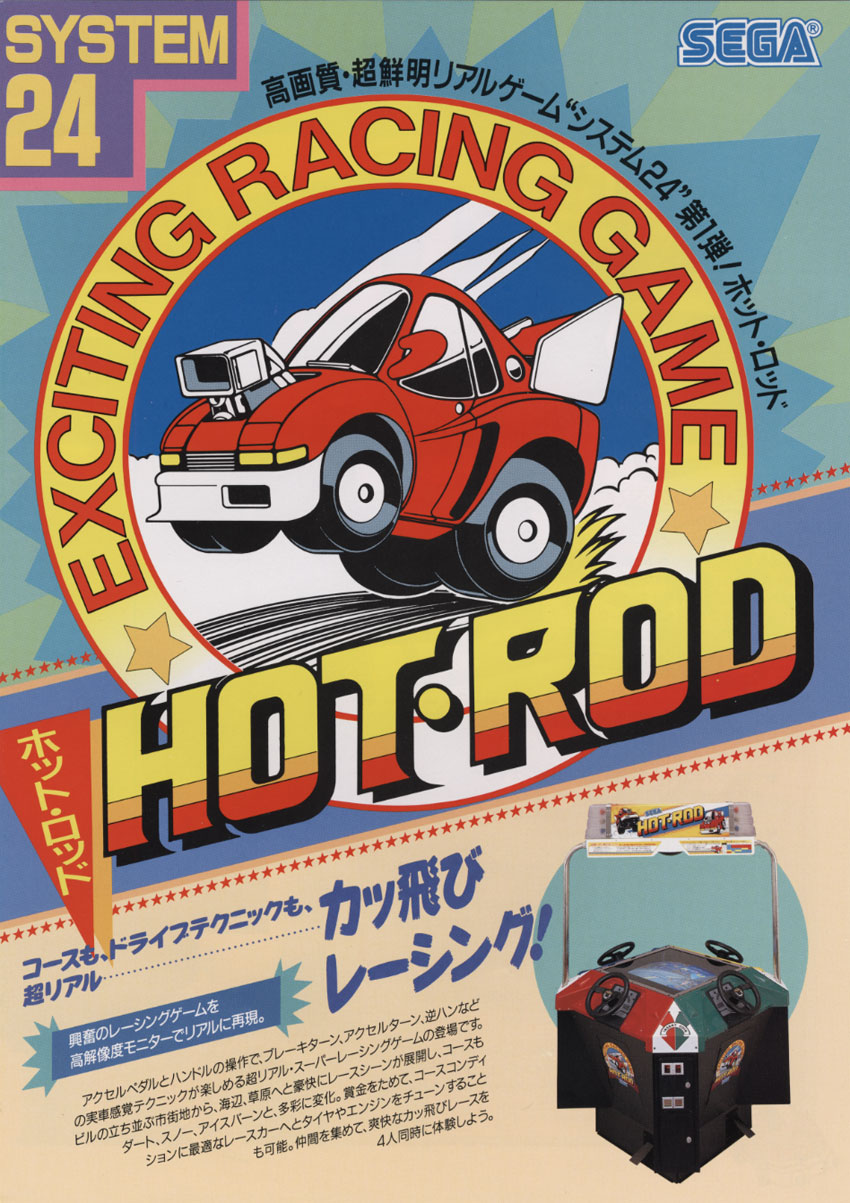 SYSTEM
24
SEGA®
高画質・超鮮明リアルゲーム“システム24”第1弾！ホット・ロッド
EXCITING RACING GAME
HOT・ROD
ホット・ロッド
コースも、ドライブテクニックも、
超リアル
カッ飛び
レーシング！
興奮のレーシングゲームを
高解像度モニターでリアルに再現。
アクセルペダルとハンドルの操作で、ブレーキターン、アクセルターン、逆ハンなど
の実車感覚テクニックが楽しめる超リアル・スーパーレーシングゲームの登場です。
ビルの立ち並ぶ市街地から、海辺、草原へと豪快にレースシーンが展開し、コースも
ダート、スノー、アイスバーンと、多彩に変化。賞金をためて、コースコンディ
ションに最適なレースカーへとタイヤやエンジンをチューンすること
も可能。仲間を集めて、爽快なカッ飛びレースを
4人同時に体験しよう。
SEGA
HOT・ROD
HOT・ROD